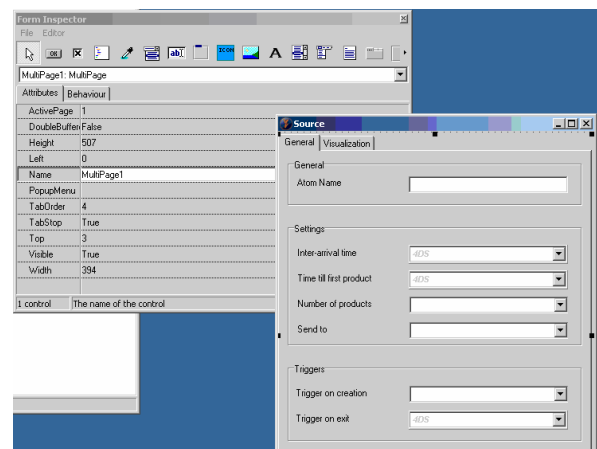 Form Inspector
File Editor
OK
ab
ICON
A
MultiPage1: MultiPage
Attributes Behaviour
ActivePage 1
DoubleBuffer False
Height 507
Left 0
Name MultiPage1
PopupMenu
TabOrder 4
TabStop True
Top 3
Visible True
Width 394
1 control The name of the control
Source
General Visualization
General
Atom Name
Settings
Inter-arrival time 4DS
Time till first product 4DS
Number of products
Send to
Triggers
Trigger on creation
Trigger on exit 4DS